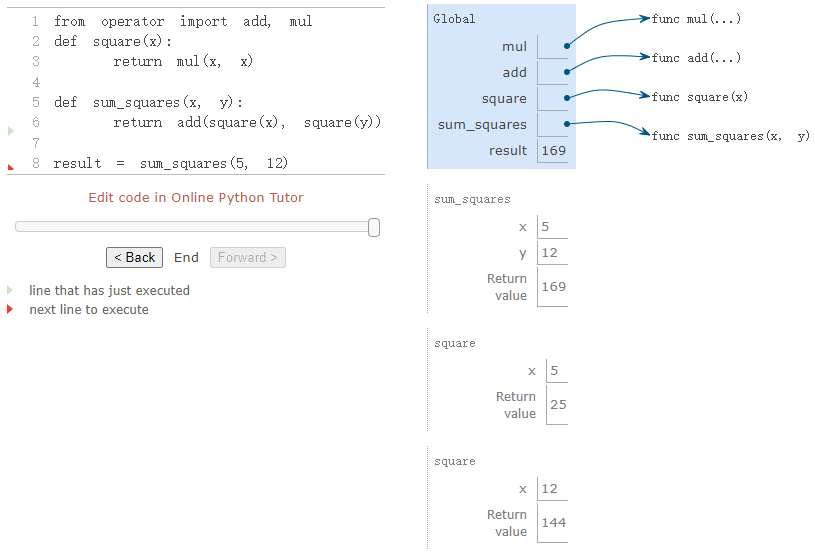 1 from operator import add, mul
2 def square(x):
3 return mul(x, x)
4
5 def sum_squares(x, y):
6 return add(square(x), square(y))
7
8 result = sum_squares(5, 12)
Edit code in Online Python Tutor
< Back End Forward >
line that has just executed
next line to execute
Global
mul
add
square
sum_squares
result 169
func mul(...)
func add(...)
func square(x)
func sum_squares(x, y)
sum_squares
x 5
y 12
Return
value 169
square
x 5
Return
value 25
square
x 12
Return
value 144